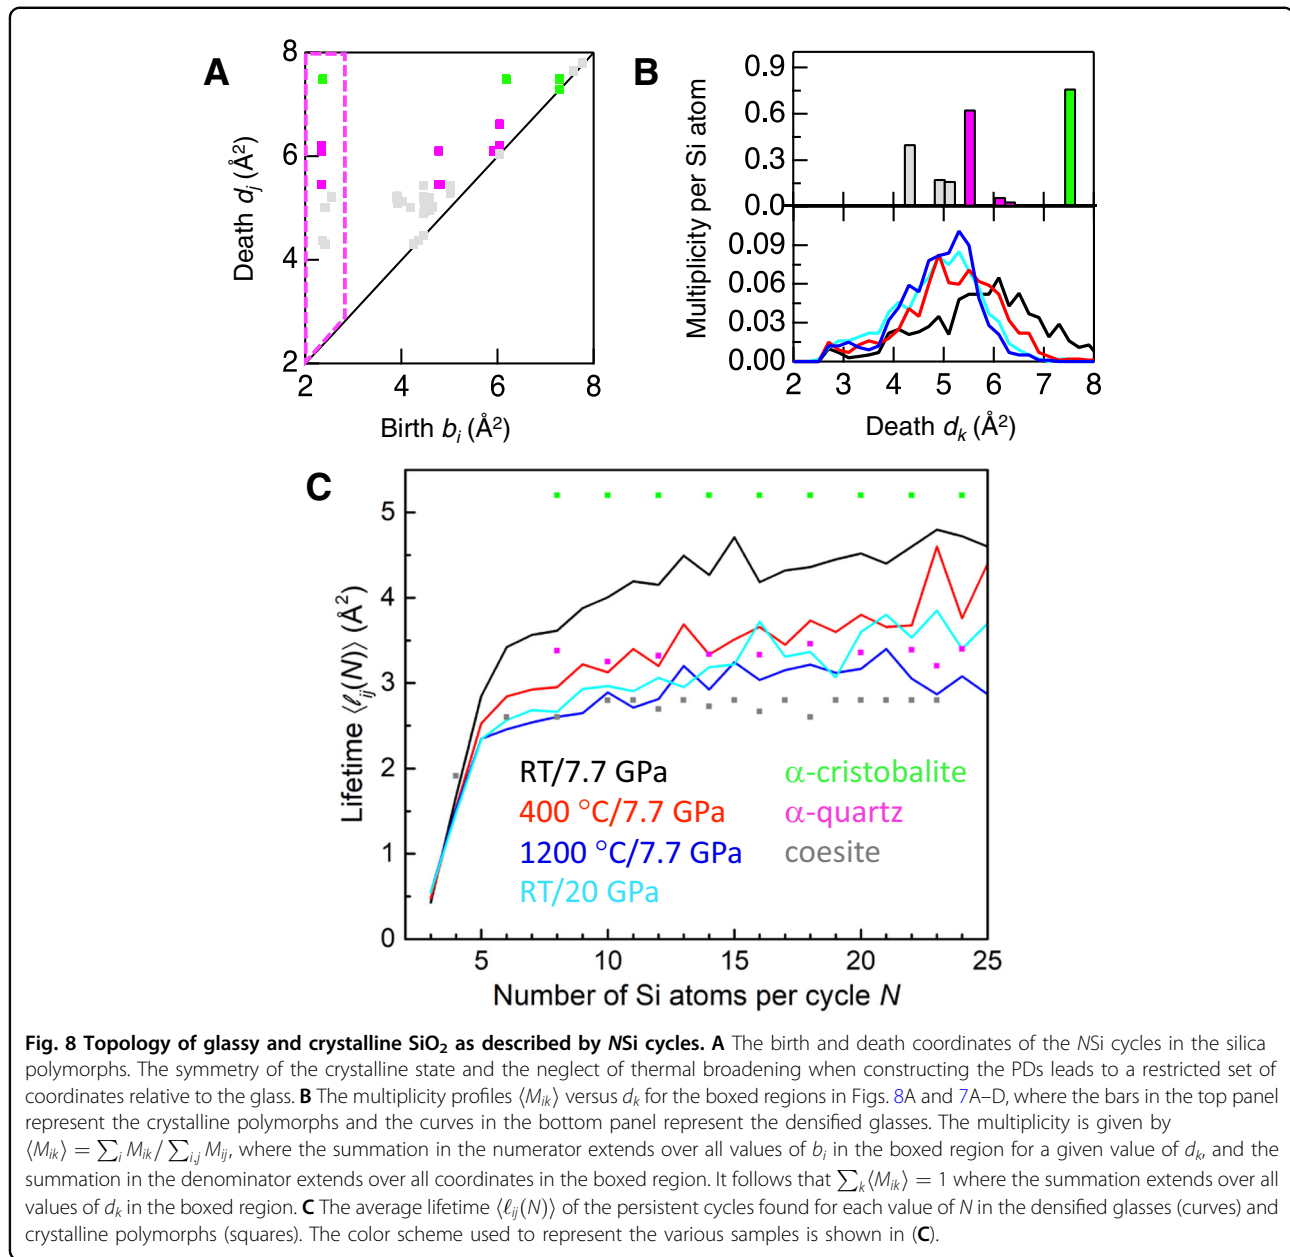 A
8
6
4
2
Death dj (Å²)
2
4
6
8
Birth bi (Å²)
B
0.9
0.6
0.3
0.0
0.09
0.06
0.03
0.00
Multiplicity per Si atom
2
3
4
5
6
7
8
Death dk (Å²)
C
5
4
3
2
1
0
Lifetime ⟨ℓij(N)⟩ (Å²)
RT/7.7 GPa
α-cristobalite
400 °C/7.7 GPa
α-quartz
1200 °C/7.7 GPa
coesite
RT/20 GPa
5
10
15
20
25
Number of Si atoms per cycle N
Fig. 8 Topology of glassy and crystalline SiO₂ as described by NSi cycles. A The birth and death coordinates of the NSi cycles in the silica
polymorphs. The symmetry of the crystalline state and the neglect of thermal broadening when constructing the PDs leads to a restricted set of
coordinates relative to the glass. B The multiplicity profiles ⟨Mik⟩ versus dk for the boxed regions in Figs. 8A and 7A–D, where the bars in the top panel
represent the crystalline polymorphs and the curves in the bottom panel represent the densified glasses. The multiplicity is given by
⟨Mik⟩ = ∑i Mik/ ∑i,j Mij, where the summation in the numerator extends over all values of bi in the boxed region for a given value of dk, and the
summation in the denominator extends over all coordinates in the boxed region. It follows that ∑k⟨Mik⟩ = 1 where the summation extends over all
values of dk in the boxed region. C The average lifetime ⟨ℓij(N)⟩ of the persistent cycles found for each value of N in the densified glasses (curves) and
crystalline polymorphs (squares). The color scheme used to represent the various samples is shown in (C).